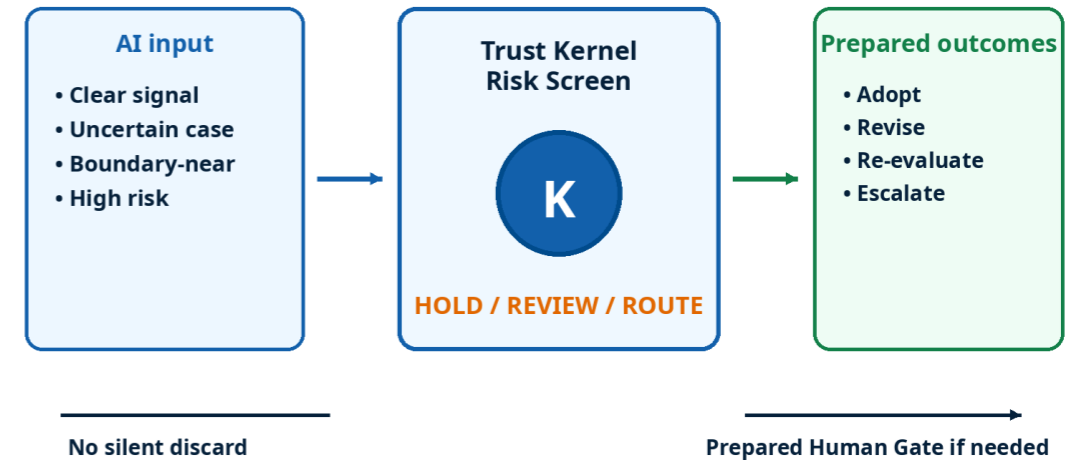 AI input
• Clear signal
• Uncertain case
• Boundary-near
• High risk
Trust Kernel
Risk Screen
K
HOLD / REVIEW / ROUTE
Prepared outcomes
• Adopt
• Revise
• Re-evaluate
• Escalate
No silent discard
Prepared Human Gate if needed